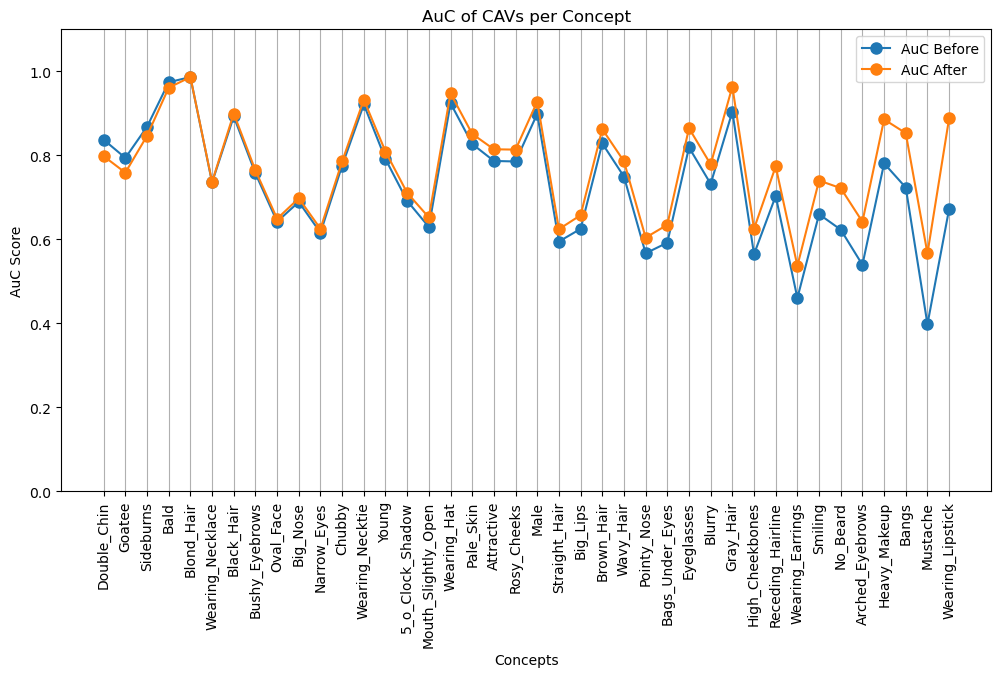 AuC of CAVs per Concept
AuC Before
AuC After
AuC Score
1.0
0.8
0.6
0.4
0.2
0.0
Double_Chin
Goatee
Sideburns
Bald
Blond_Hair
Wearing_Necklace
Black_Hair
Bushy_Eyebrows
Oval_Face
Big_Nose
Narrow_Eyes
Chubby
Wearing_Necktie
Young
5_o_Clock_Shadow
Mouth_Slightly_Open
Wearing_Hat
Pale_Skin
Attractive
Rosy_Cheeks
Male
Straight_Hair
Big_Lips
Brown_Hair
Wavy_Hair
Pointy_Nose
Bags_Under_Eyes
Eyeglasses
Blurry
Gray_Hair
High_Cheekbones
Receding_Hairline
Wearing_Earrings
Smiling
No_Beard
Arched_Eyebrows
Heavy_Makeup
Bangs
Mustache
Wearing_Lipstick
Concepts